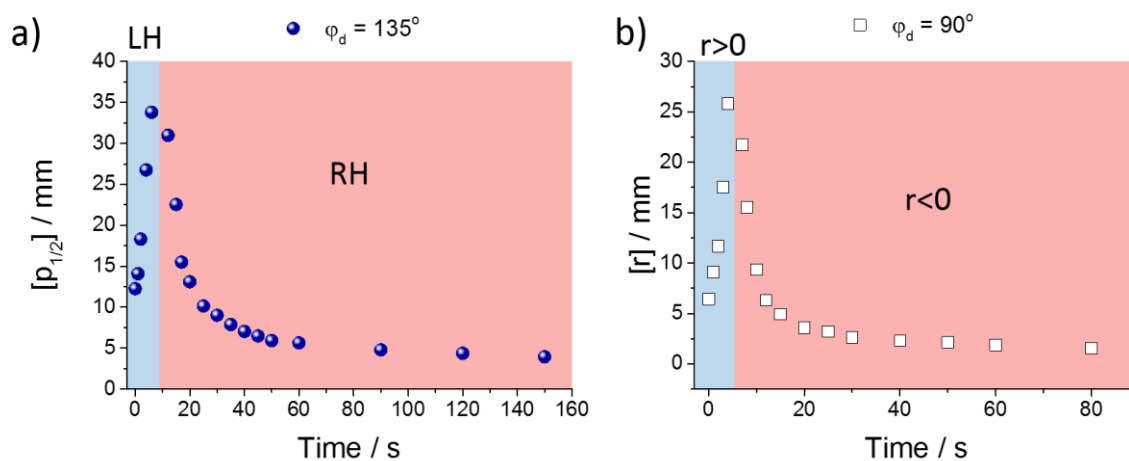 a)
LH
φd = 135°
40
35
30
25
20
15
10
5
0
[p1/2] / mm
RH
0 20 40 60 80 100 120 140 160
Time / s
b)
r>0
φd = 90°
30
25
20
15
10
5
0
[r] / mm
r<0
0 20 40 60 80
Time / s